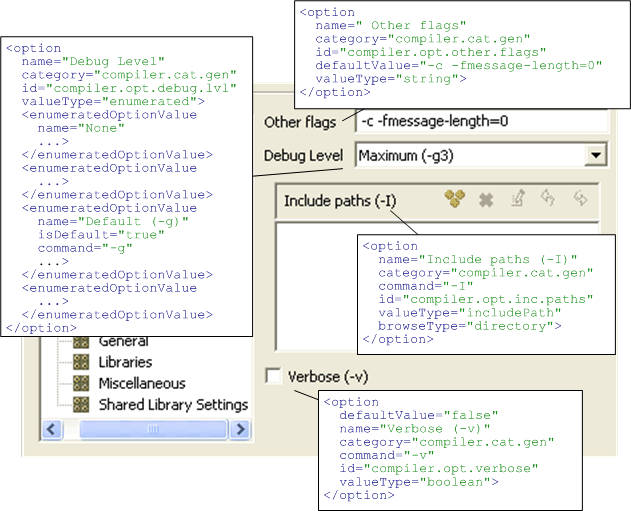 <option
name=" Other flags"
category="compiler.cat.gen"
id="compiler.opt.other.flags"
defaultValue="-c -fmessage-length=0"
valueType="string">
</option>
<option
name="Debug Level"
category="compiler.cat.gen"
id="compiler.opt.debug.lvl"
valueType="enumerated">
<enumeratedOptionValue
name="None"
...>
</enumeratedOptionValue>
<enumeratedOptionValue
...>
</enumeratedOptionValue>
<enumeratedOptionValue
name="Default (-g)"
isDefault="true"
command="-g"
...>
</enumeratedOptionValue>
<enumeratedOptionValue
...>
</enumeratedOptionValue>
</option>
Other flags -c -fmessage-length=0
Debug Level Maximum (-g3)
Include paths (-I)
<option
name="Include paths (-I)"
category="compiler.cat.gen"
command="-I"
id="compiler.opt.inc.paths"
valueType="includePath"
browseType="directory">
</option>
General
Libraries
Miscellaneous
Shared Library Settings
Verbose (-v)
<option
defaultValue="false"
name="Verbose (-v)"
category="compiler.cat.gen"
command="-v"
id="compiler.opt.verbose"
valueType="boolean">
</option>